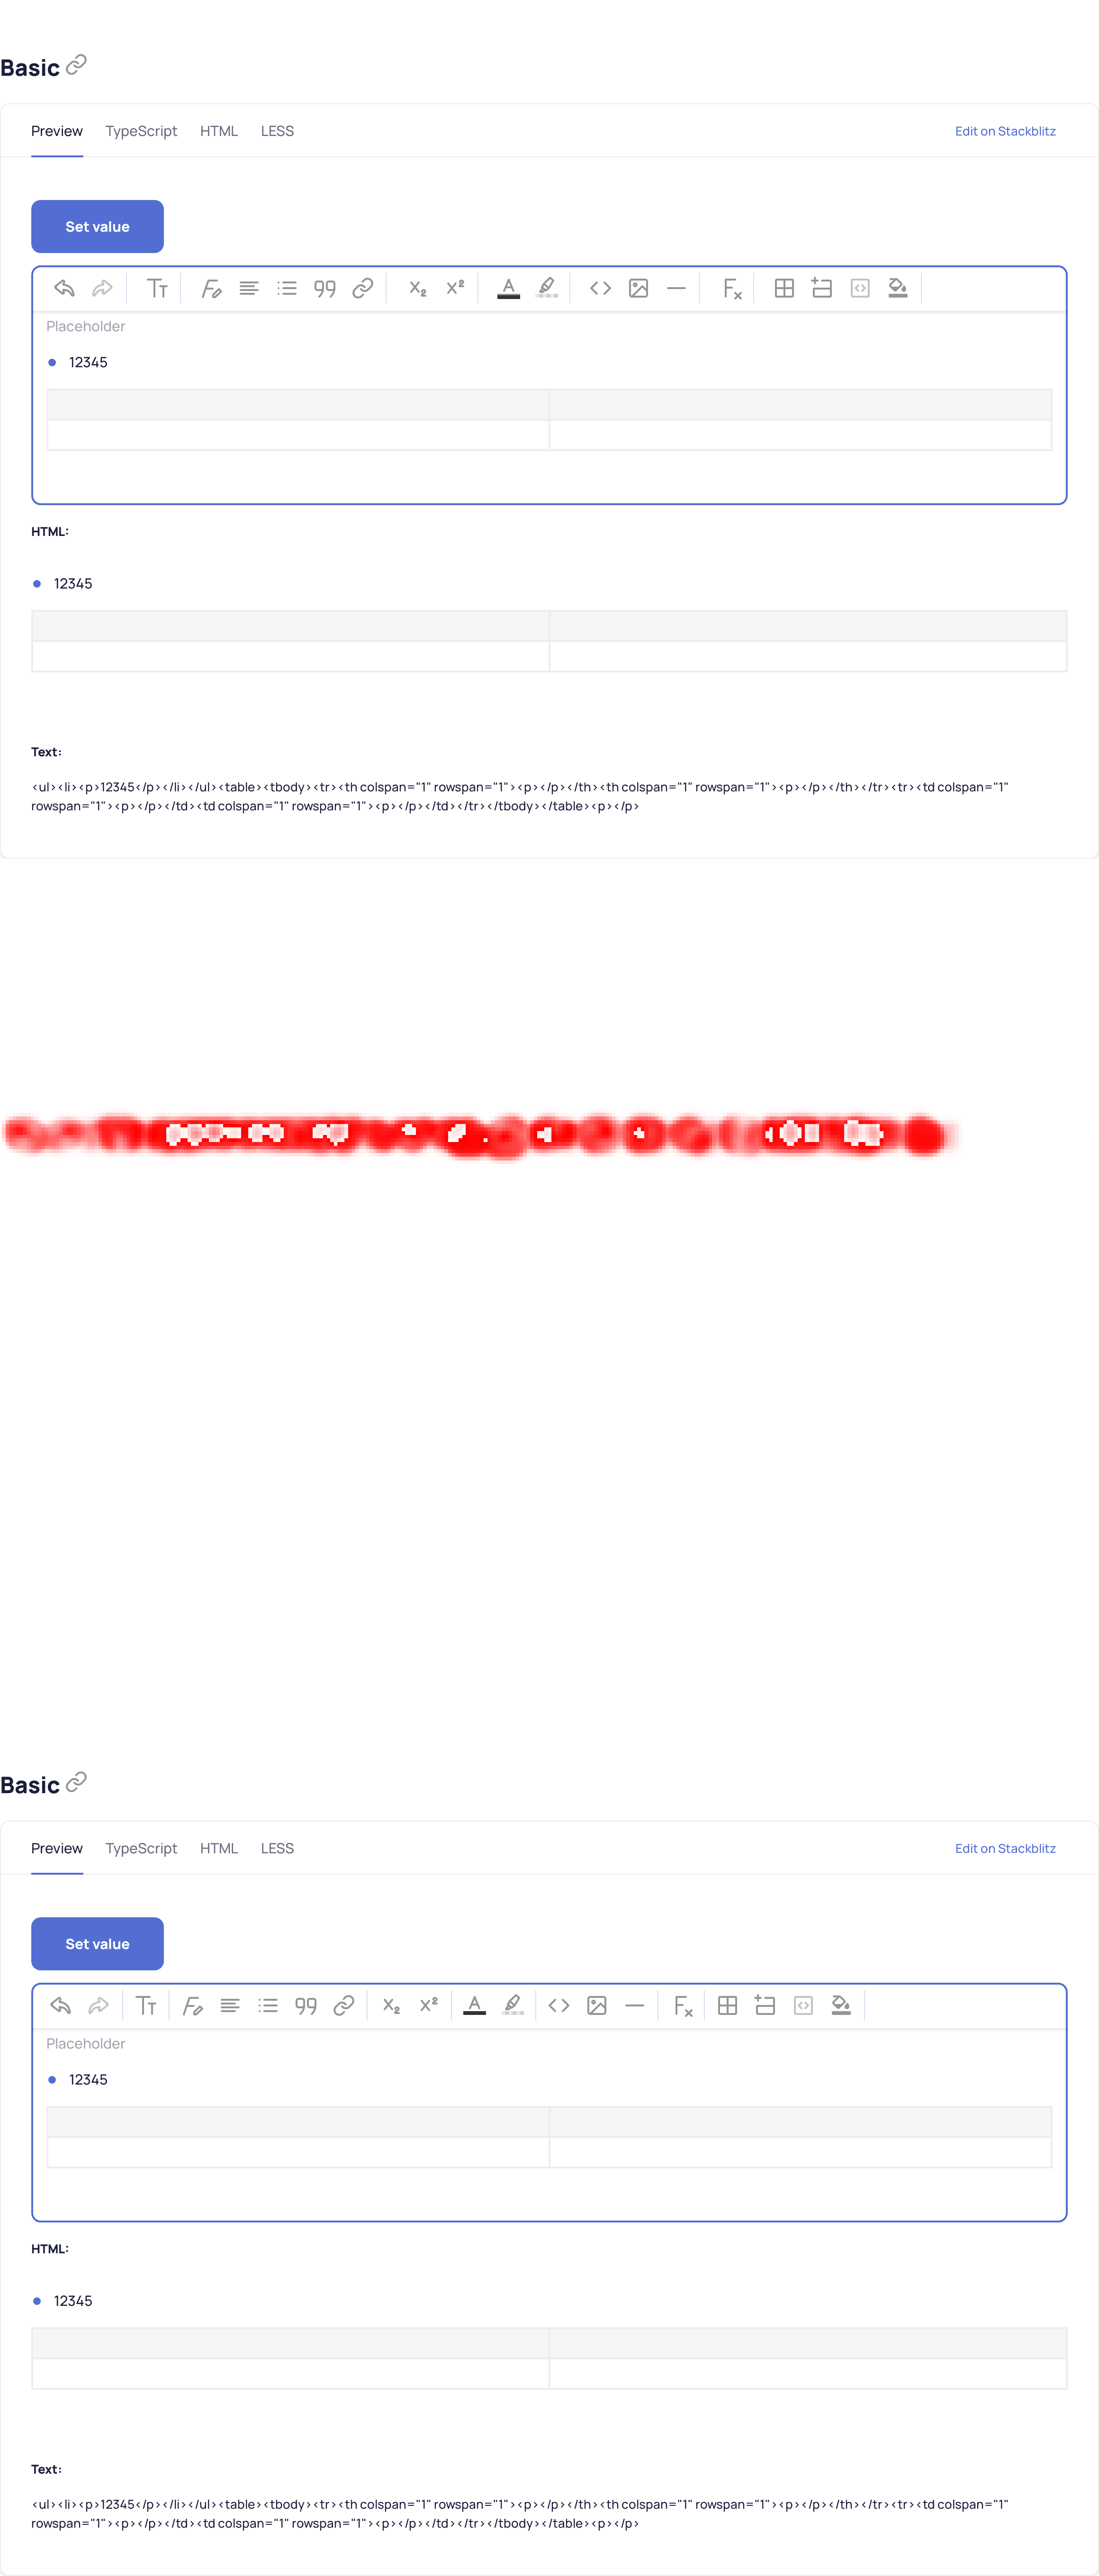 Basic
Preview TypeScript HTML LESS Edit on Stackblitz
Set value
Placeholder
12345
HTML:
12345
Text:
<ul><li><p>12345</p></li></ul><table><tbody><tr><th colspan="1" rowspan="1"><p></p></th><th colspan="1" rowspan="1"><p></p></th></tr><tr><td colspan="1"
rowspan="1"><p></p></td><td colspan="1" rowspan="1"><p></p></td></tr></tbody></table><p></p>
Basic
Preview TypeScript HTML LESS Edit on Stackblitz
Set value
Placeholder
12345
HTML:
12345
Text:
<ul><li><p>12345</p></li></ul><table><tbody><tr><th colspan="1" rowspan="1"><p></p></th><th colspan="1" rowspan="1"><p></p></th></tr><tr><td colspan="1"
rowspan="1"><p></p></td><td colspan="1" rowspan="1"><p></p></td></tr></tbody></table><p></p>